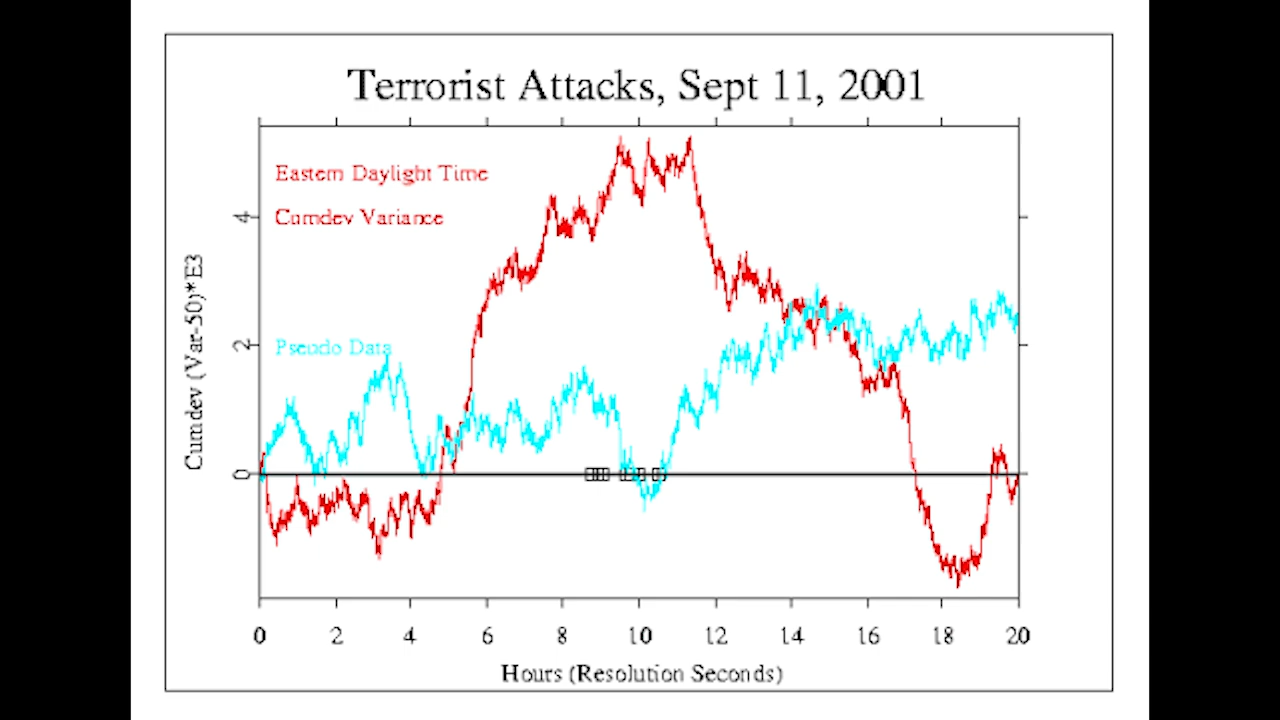 Terrorist Attacks, Sept 11, 2001
Eastern Daylight Time
Cumdev Variance
Pseudo Data
Cumdev (Var-50)*E3
4
2
0
0 2 4 6 8 10 12 14 16 18 20
Hours (Resolution Seconds)